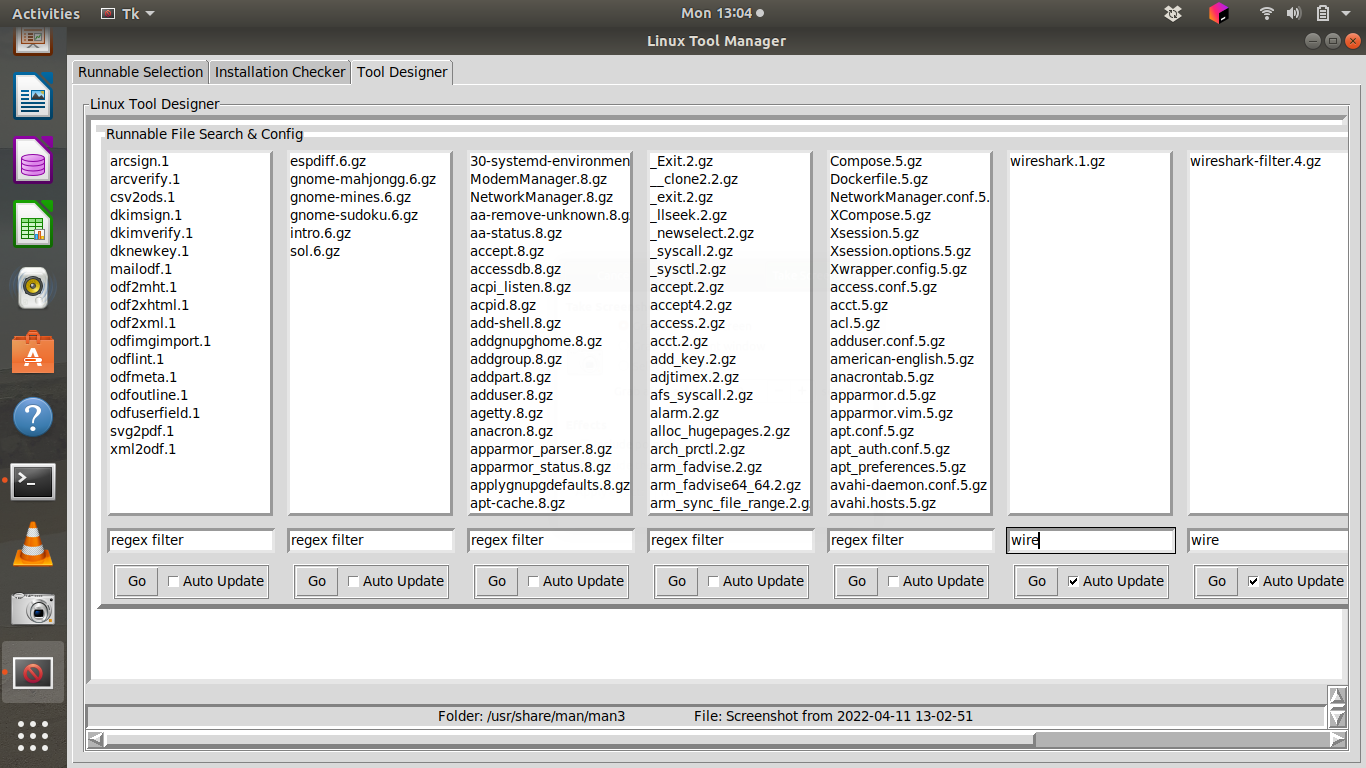 Activities Tk Mon 13:04
Linux Tool Manager
Runnable Selection Installation Checker Tool Designer
Linux Tool Designer
Runnable File Search & Config
arcsign.1
arcverify.1
csv2ods.1
dkimsign.1
dkimverify.1
dknewkey.1
mailodf.1
odf2mht.1
odf2xhtml.1
odf2xml.1
odfimgimport.1
odflint.1
odfmeta.1
odfoutline.1
odfuserfield.1
svg2pdf.1
xml2odf.1
regex filter
Go Auto Update
espdiff.6.gz
gnome-mahjongg.6.gz
gnome-mines.6.gz
gnome-sudoku.6.gz
intro.6.gz
sol.6.gz
regex filter
Go Auto Update
30-systemd-environmen
ModemManager.8.gz
NetworkManager.8.gz
aa-remove-unknown.8.gz
aa-status.8.gz
accept.8.gz
accessdb.8.gz
acpi_listen.8.gz
acpid.8.gz
add-shell.8.gz
addgnupghome.8.gz
addgroup.8.gz
addpart.8.gz
adduser.8.gz
agetty.8.gz
anacron.8.gz
apparmor_parser.8.gz
apparmor_status.8.gz
applygnupgdefaults.8.gz
apt-cache.8.gz
regex filter
Go Auto Update
_Exit.2.gz
__clone2.2.gz
_exit.2.gz
_llseek.2.gz
_newselect.2.gz
_syscall.2.gz
_sysctl.2.gz
accept.2.gz
accept4.2.gz
access.2.gz
acct.2.gz
add_key.2.gz
adjtimex.2.gz
afs_syscall.2.gz
alarm.2.gz
alloc_hugepages.2.gz
arch_prctl.2.gz
arm_fadvise.2.gz
arm_fadvise64_64.2.gz
arm_sync_file_range.2.g
regex filter
Go Auto Update
Compose.5.gz
Dockerfile.5.gz
NetworkManager.conf.5.
XCompose.5.gz
Xsession.5.gz
Xsession.options.5.gz
Xwrapper.config.5.gz
access.conf.5.gz
acct.5.gz
acl.5.gz
adduser.conf.5.gz
american-english.5.gz
anacrontab.5.gz
apparmor.d.5.gz
apparmor.vim.5.gz
apt.conf.5.gz
apt_auth.conf.5.gz
apt_preferences.5.gz
avahi-daemon.conf.5.gz
avahi.hosts.5.gz
regex filter
Go Auto Update
wireshark.1.gz
wire
Go Auto Update
wireshark-filter.4.gz
wire
Go Auto Update
Folder: /usr/share/man/man3 File: Screenshot from 2022-04-11 13-02-51